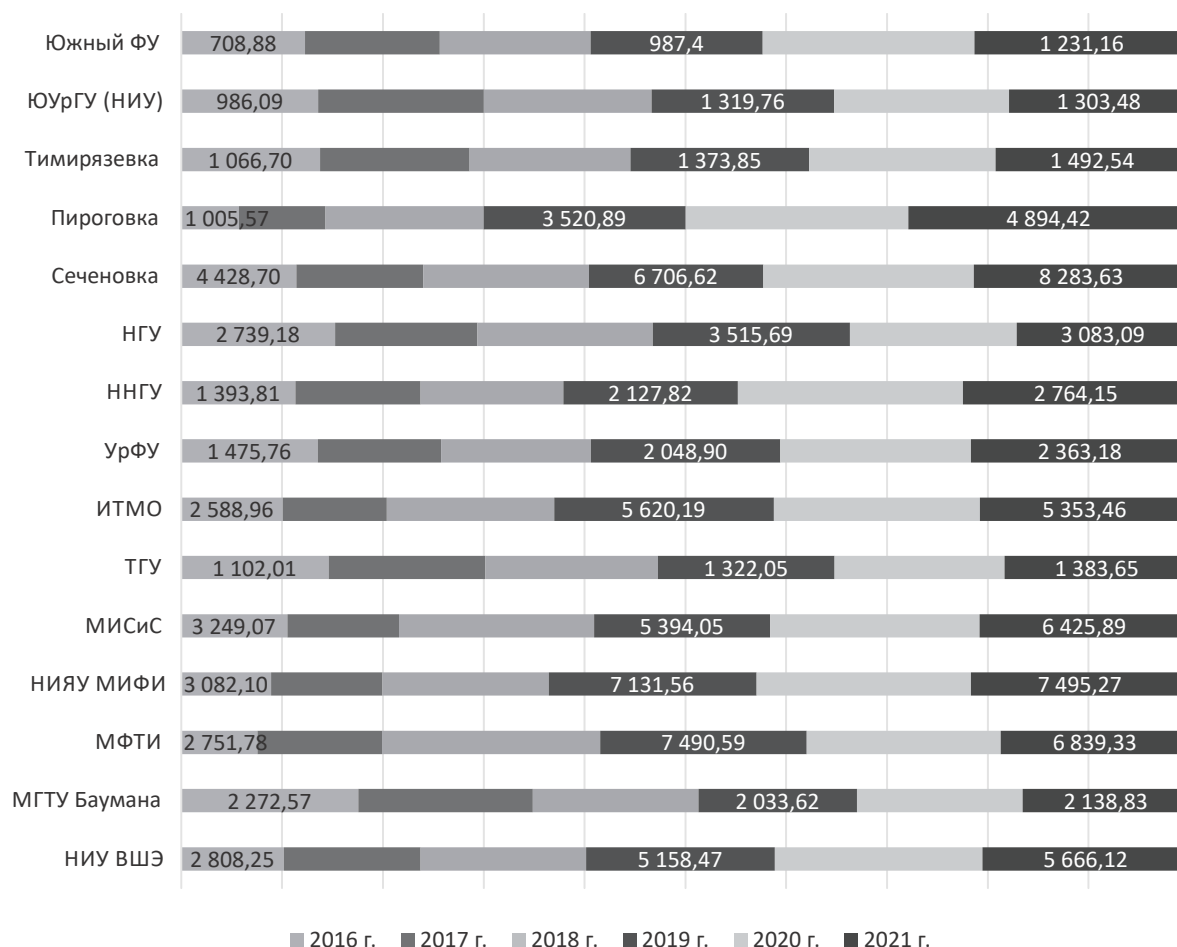 Южный ФУ 708,88 987,4 1 231,16
ЮУрГУ (НИУ) 986,09 1 319,76 1 303,48
Тимирязевка 1 066,70 1 373,85 1 492,54
Пироговка 1 005,57 3 520,89 4 894,42
Сеченовка 4 428,70 6 706,62 8 283,63
НГУ 2 739,18 3 515,69 3 083,09
ННГУ 1 393,81 2 127,82 2 764,15
УрФУ 1 475,76 2 048,90 2 363,18
ИТМО 2 588,96 5 620,19 5 353,46
ТГУ 1 102,01 1 322,05 1 383,65
МИСиС 3 249,07 5 394,05 6 425,89
НИЯУ МИФИ 3 082,10 7 131,56 7 495,27
МФТИ 2 751,78 7 490,59 6 839,33
МГТУ Баумана 2 272,57 2 033,62 2 138,83
НИУ ВШЭ 2 808,25 5 158,47 5 666,12
2016 г. 2017 г. 2018 г. 2019 г. 2020 г. 2021 г.